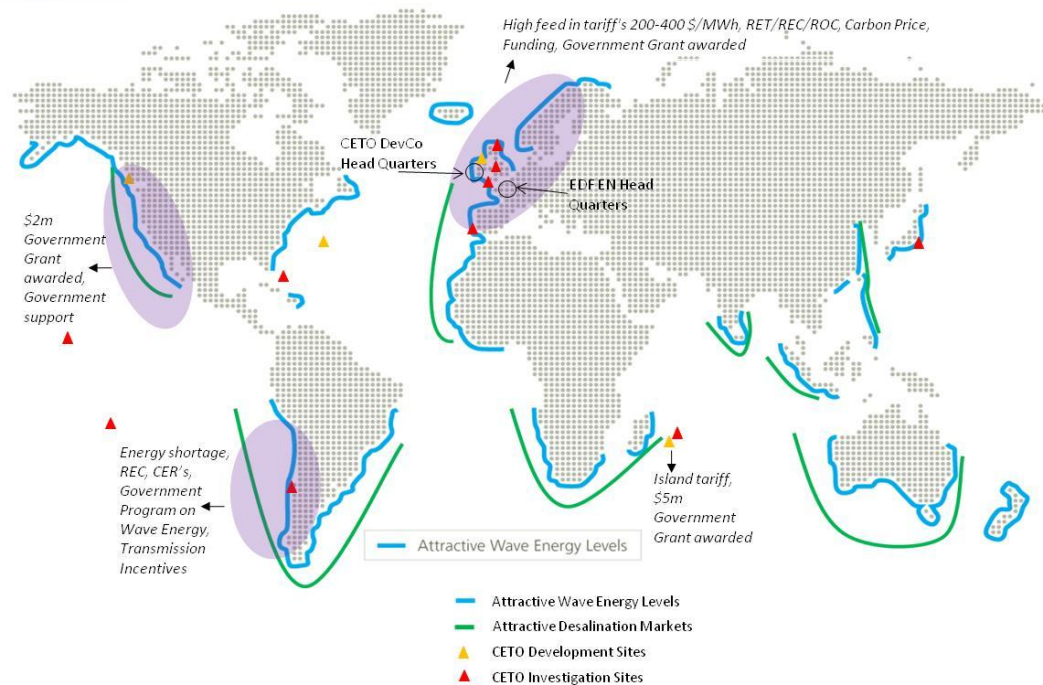 High feed in tariff's 200-400 $/MWh, RET/REC/ROC, Carbon Price,
Funding, Government Grant awarded
CETO DevCo
Head Quarters
EDF EN Head
Quarters
$2m
Government
Grant
awarded,
Government
support
Energy shortage,
REC, CER's,
Government
Program on
Wave Energy,
Transmission
Incentives
Island tariff,
$5m
Government
Grant awarded
Attractive Wave Energy Levels
Attractive Wave Energy Levels
Attractive Desalination Markets
CETO Development Sites
CETO Investigation Sites